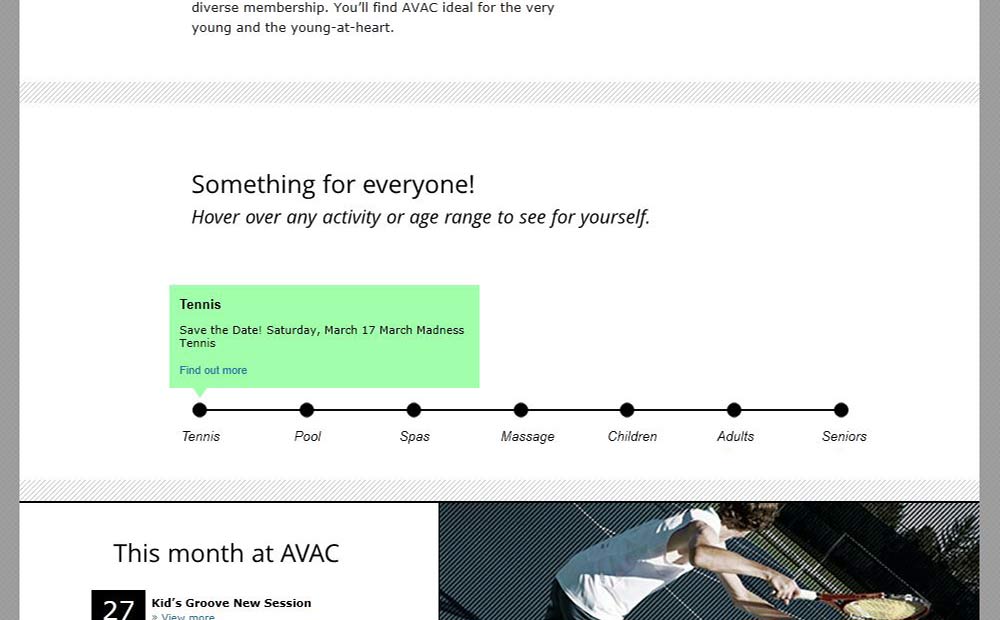 diverse membership. You’ll find AVAC ideal for the very
young and the young-at-heart.
Something for everyone!
Hover over any activity or age range to see for yourself.
Tennis
Save the Date! Saturday, March 17 March Madness
Tennis
Find out more
Tennis Pool Spas Massage Children Adults Seniors
This month at AVAC
27 Kid’s Groove New Session
» View more